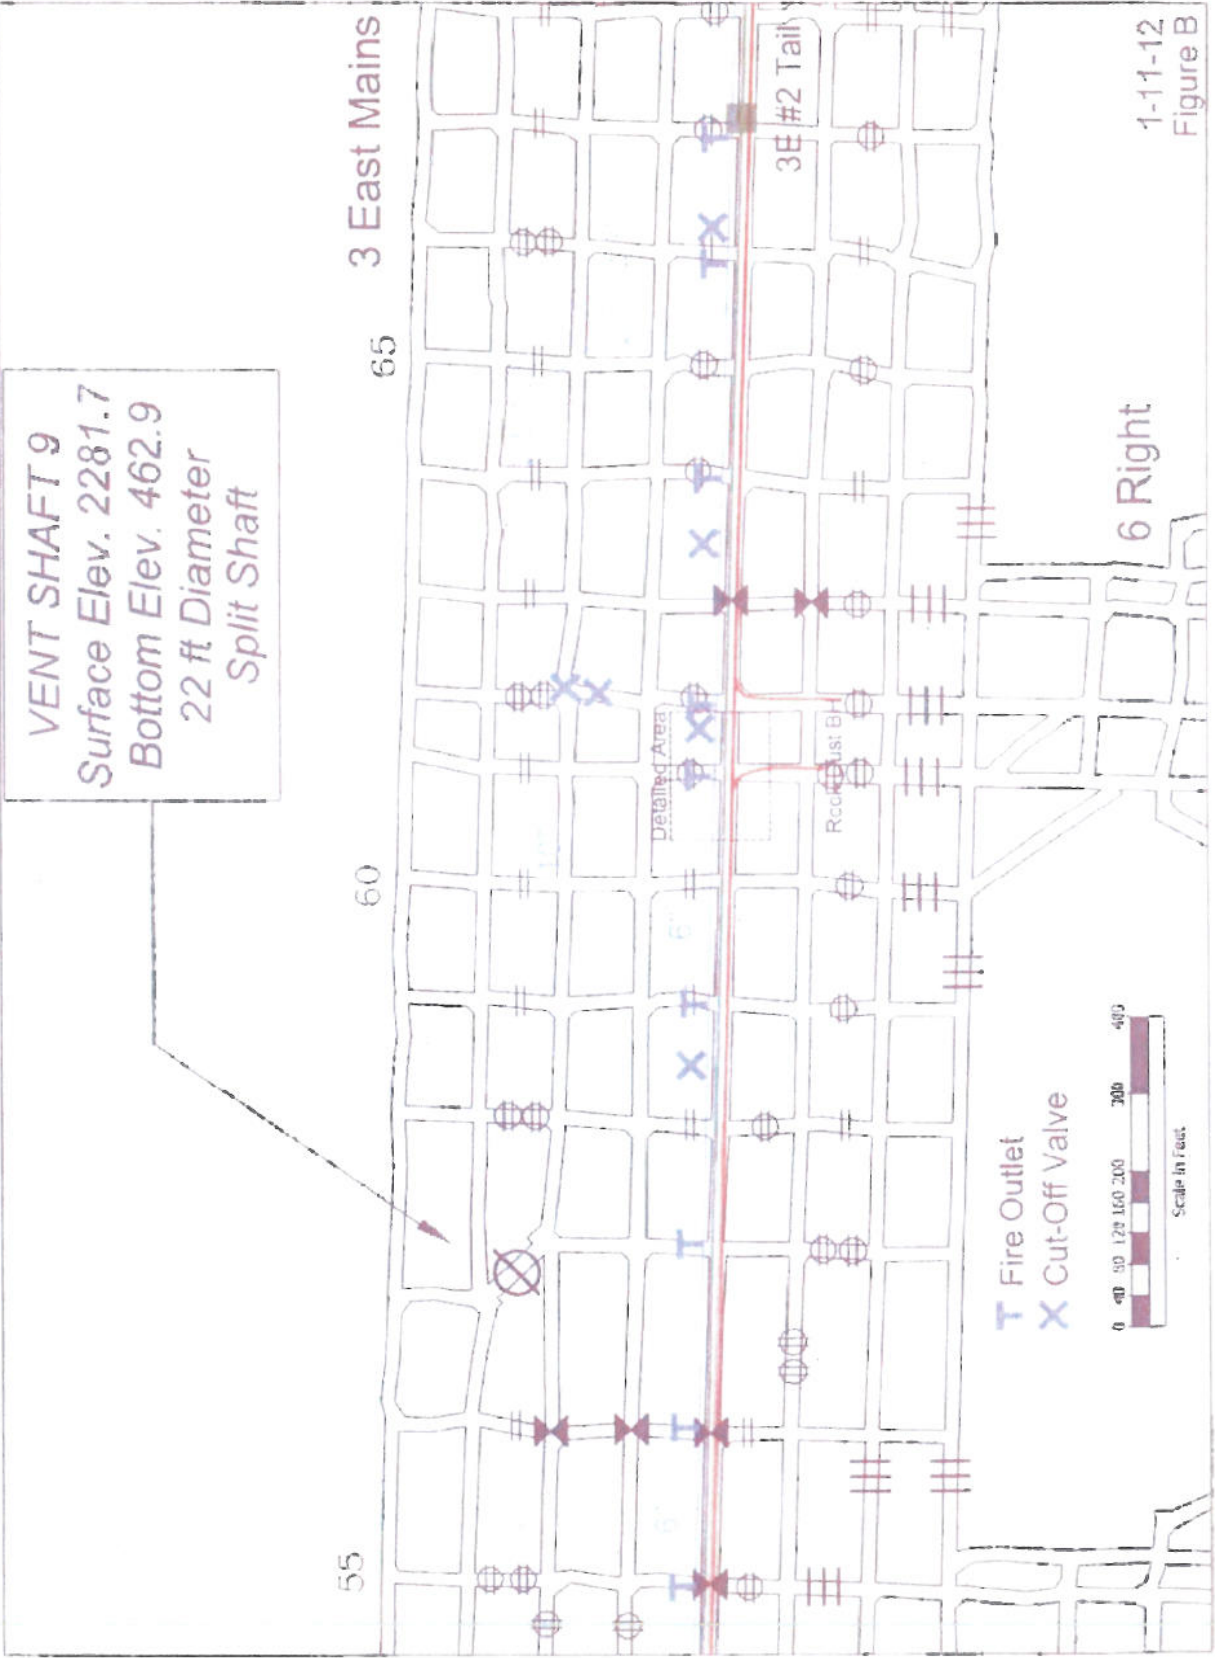 VENT SHAFT 9
Surface Elev. 2281.7
Bottom Elev. 462.9
22 ft Diameter
Split Shaft
3 East Mains
55
60
65
3E #2 Tail
Detailed Area
6"
6"
6 Right
T Fire Outlet
X Cut-Off Valve
0 40 80 120 160 200 300 400
Scale In Feet
1-11-12
Figure B